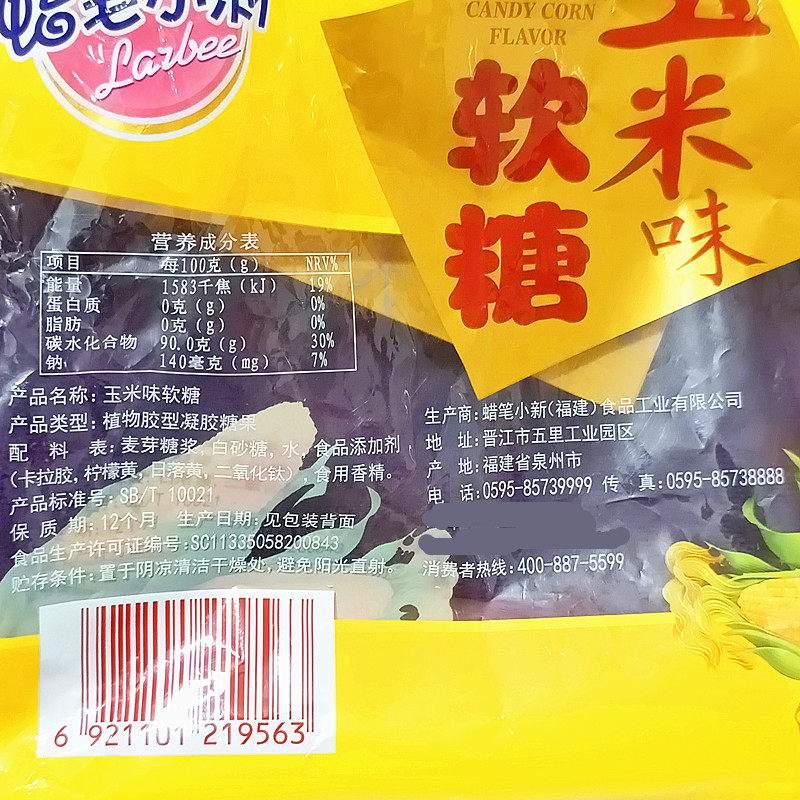 蜡笔小新
Larbee
CANDY CORN
FLAVOR
玉米味
软糖
营养成分表
项目 每100克(g) NRV%
能量 1583千焦(kJ) 19%
蛋白质 0克(g) 0%
脂肪 0克(g) 0%
碳水化合物 90.0克(g) 30%
钠 140毫克(mg) 7%
产品名称:玉米味软糖
产品类型:植物胶型凝胶糖果
配 料 表:麦芽糖浆,白砂糖,水,食品添加剂
(卡拉胶,柠檬黄,日落黄,二氧化钛),食用香精。
产品标准号:SB/T 10021
保 质 期:12个月 生产日期:见包装背面
食品生产许可证编号:SC11335058200843
贮存条件:置于阴凉清洁干燥处,避免阳光直射。
生产商:蜡笔小新(福建)食品工业有限公司
地 址:晋江市五里工业园区
产 地:福建省泉州市
电 话:0595-85739999 传 真:0595-85738888
消费者热线:400-887-5599
6 921101 219563